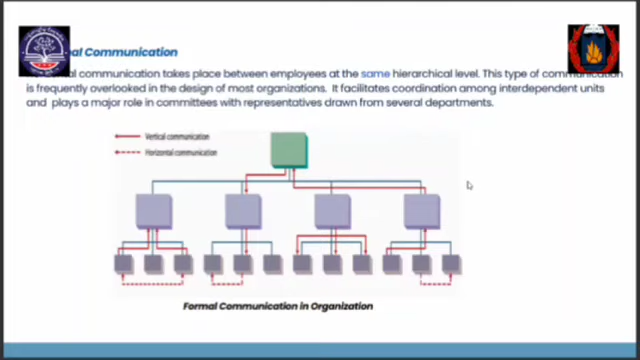 al Communication
al communication takes place between employees at the same hierarchical level. This type of communication
is frequently overlooked in the design of most organizations. It facilitates coordination among interdependent units
and plays a major role in committees with representatives drawn from several departments.
Vertical communication
Horizontal communication
Formal Communication in Organization